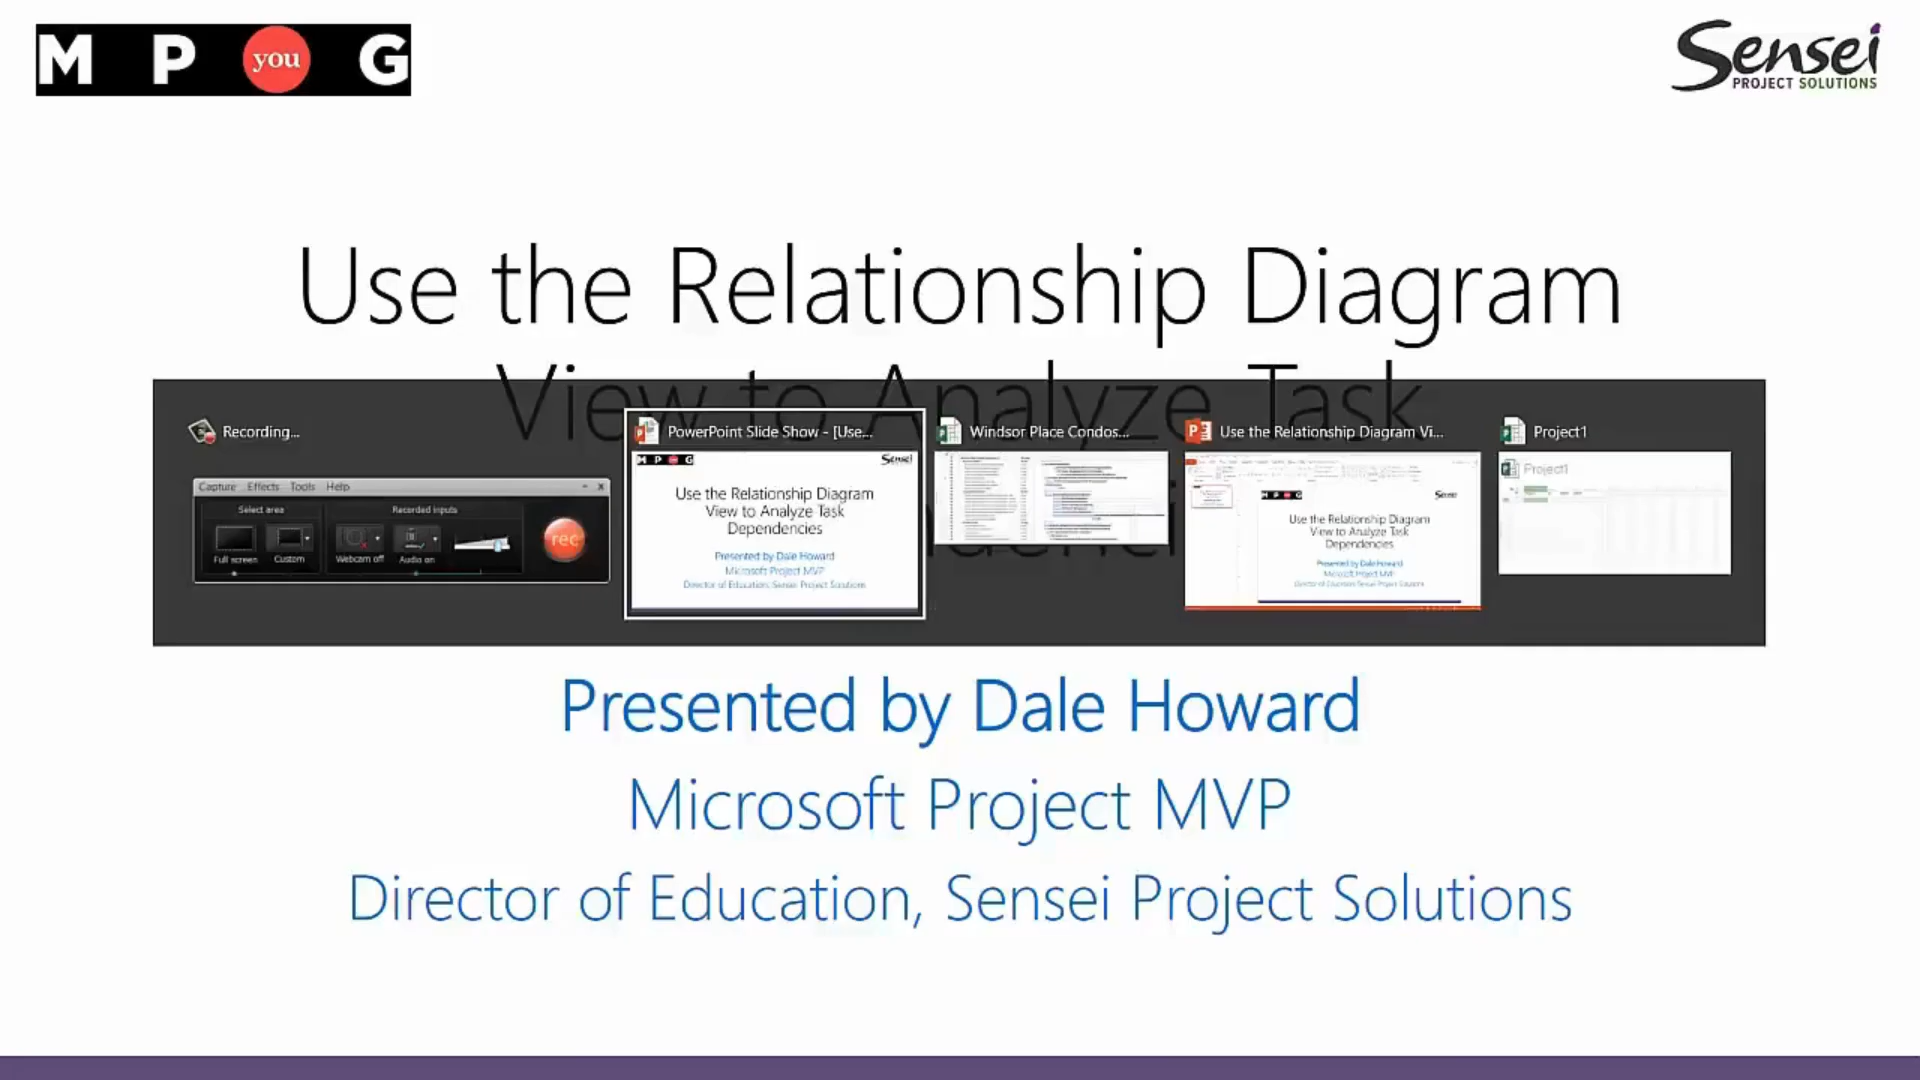 M P you G
Sensei
PROJECT SOLUTIONS
Use the Relationship Diagram
View to Analyze Task
Recording...
PowerPoint Slide Show - [Use...
Windsor Place Condos...
Use the Relationship Diagram Vi...
Project1
Capture Effects Tools Help
Select area
Recorded inputs
Full screen
Custom
Webcam off
Audio on
rec
M P G
Sensei
Use the Relationship Diagram
View to Analyze Task
Dependencies
Presented by Dale Howard
Microsoft Project MVP
Director of Education, Sensei Project Solutions
Use the Relationship Diagram
View to Analyze Task
Dependencies
Presented by Dale Howard
Microsoft Project MVP
Director of Education, Sensei Project Solutions
Project1
Presented by Dale Howard
Microsoft Project MVP
Director of Education, Sensei Project Solutions